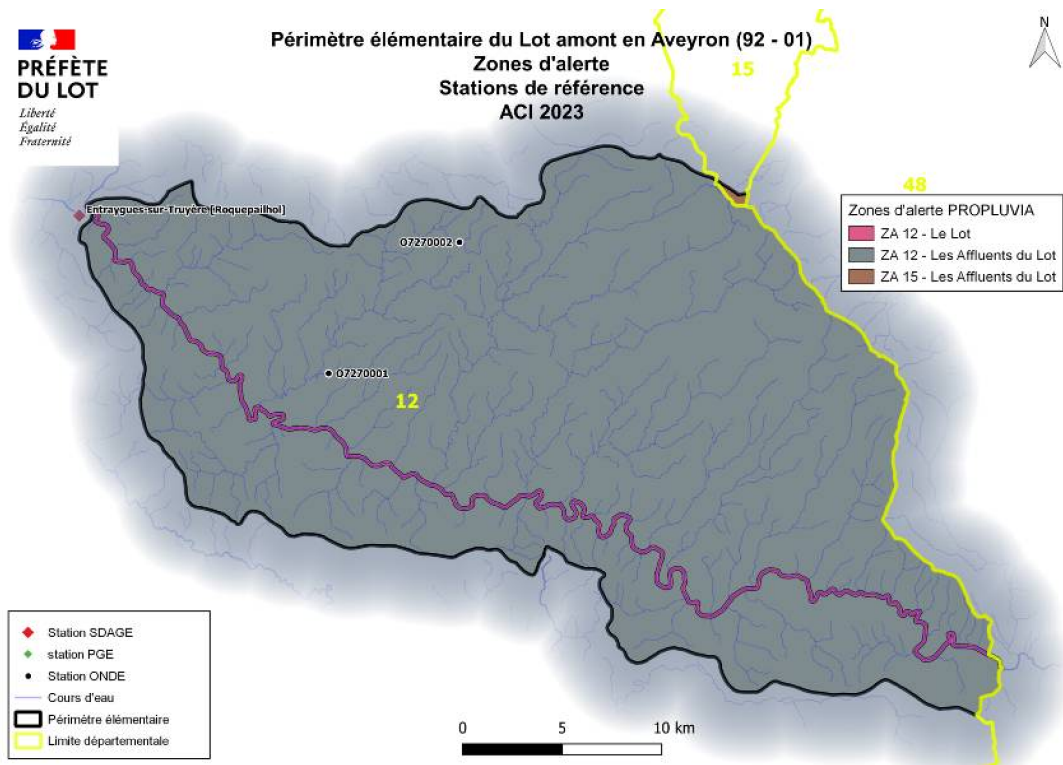 PRÉFÈTE
DU LOT
Liberté
Égalité
Fraternité
Périmètre élémentaire du Lot amont en Aveyron (92 - 01)
Zones d'alerte
Stations de référence
ACI 2023
N
15
48
Zones d'alerte PROPLUVIA
ZA 12 - Le Lot
ZA 12 - Les Affluents du Lot
ZA 15 - Les Affluents du Lot
Entraygues-sur-Truyère [Roquepailhol]
O7270002
O7270001
12
Station SDAGE
station PGE
Station ONDE
Cours d'eau
Périmètre élémentaire
Limite départementale
0 5 10 km